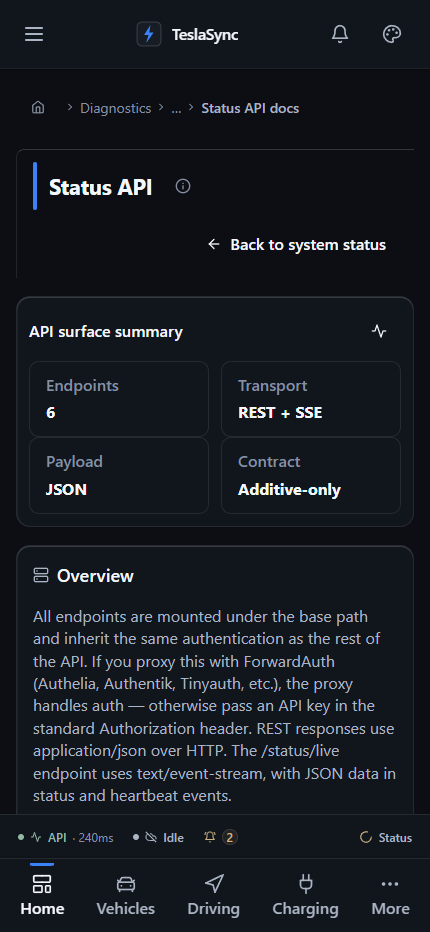 TeslaSync
Diagnostics > ... > Status API docs
Status API
← Back to system status
API surface summary
Endpoints
6
Transport
REST + SSE
Payload
JSON
Contract
Additive-only
Overview
All endpoints are mounted under the base path
and inherit the same authentication as the rest of
the API. If you proxy this with ForwardAuth
(Authelia, Authentik, Tinyauth, etc.), the proxy
handles auth — otherwise pass an API key in the
standard Authorization header. REST responses use
application/json over HTTP. The /status/live
endpoint uses text/event-stream, with JSON data in
status and heartbeat events.
API · 240ms Idle 2 Status
Home Vehicles Driving Charging More